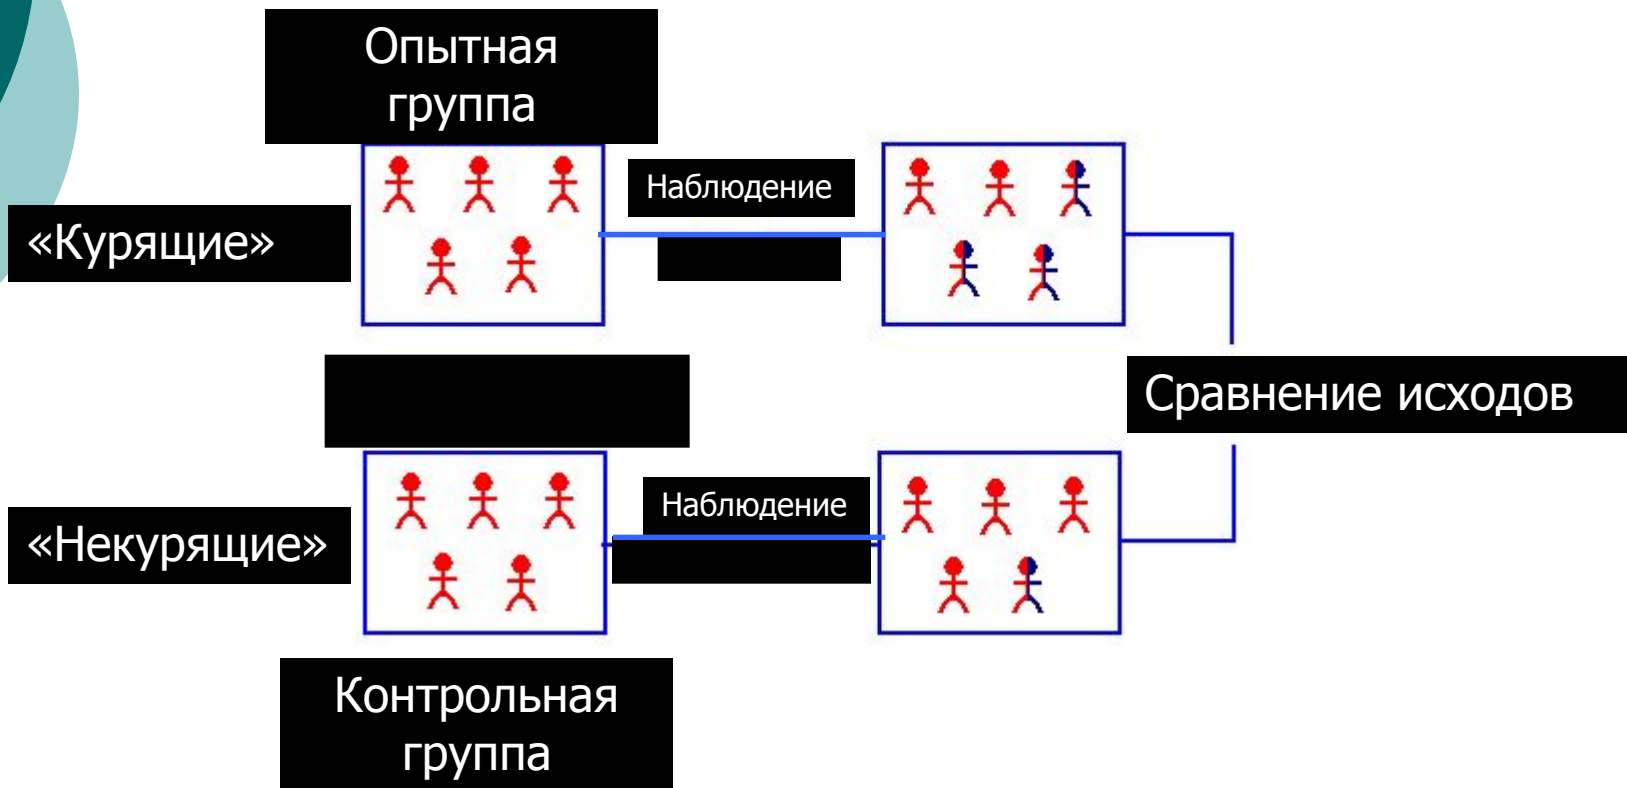 Опытная
группа
Наблюдение
«Курящие»
Сравнение исходов
Наблюдение
«Некурящие»
Контрольная
группа